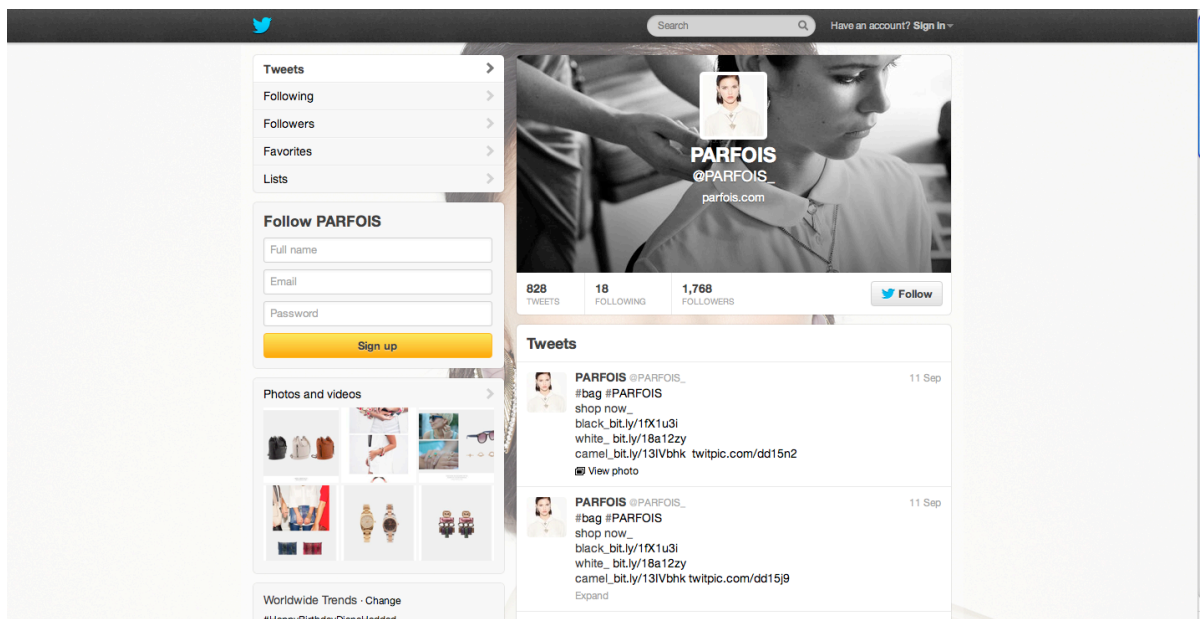 Search
Have an account? Sign In
Tweets
Following
Followers
Favorites
Lists
Follow PARFOIS
Full name
Email
Password
Sign up
Photos and videos
Worldwide Trends · Change
PARFOIS
@PARFOIS_
parfois.com
828
TWEETS
18
FOLLOWING
1,768
FOLLOWERS
Follow
Tweets
PARFOIS @PARFOIS_ 11 Sep
#bag #PARFOIS
shop now_
black_bit.ly/1fX1u3i
white_ bit.ly/18a12zy
camel_bit.ly/13IVbhk twitpic.com/dd15n2
View photo
PARFOIS @PARFOIS_ 11 Sep
#bag #PARFOIS
shop now_
black_bit.ly/1fX1u3i
white_ bit.ly/18a12zy
camel_bit.ly/13IVbhk twitpic.com/dd15j9
Expand